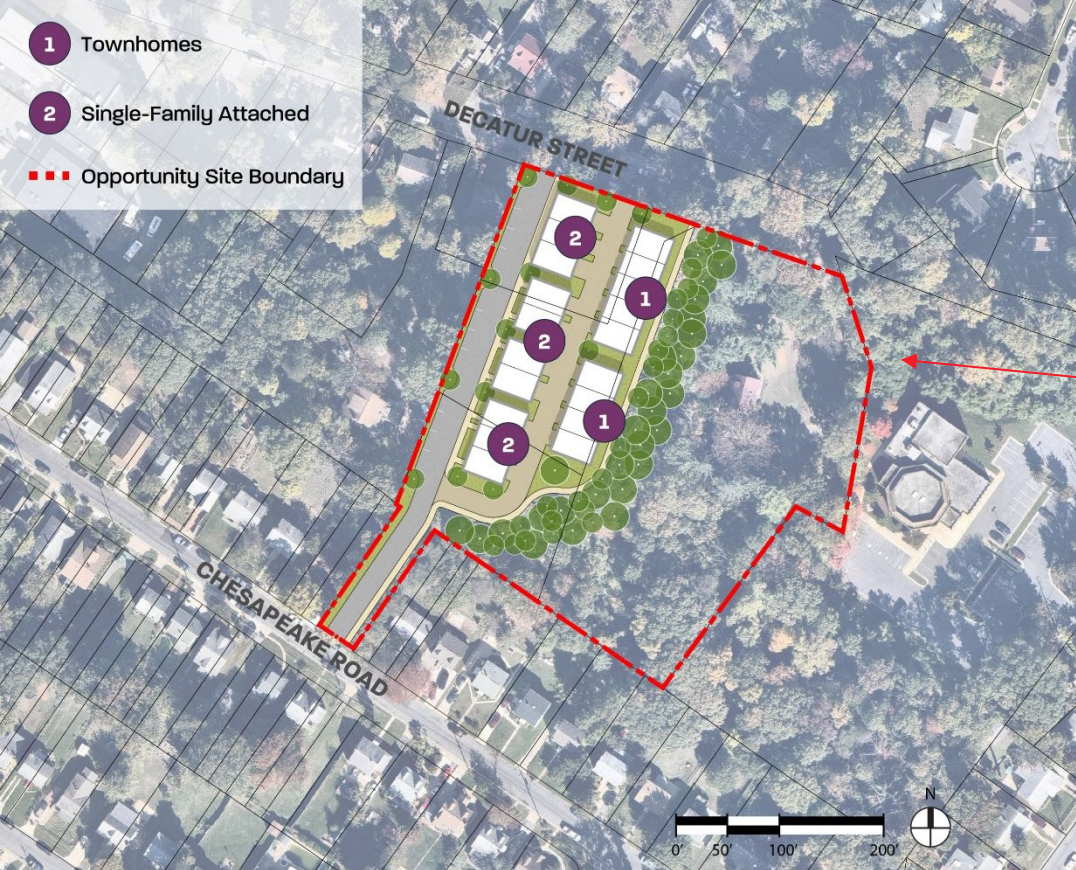 1 Townhomes
2 Single-Family Attached
Opportunity Site Boundary
DECATUR STREET
2
1
2
1
2
CHESAPEAKE ROAD
N
0' 50' 100' 200'